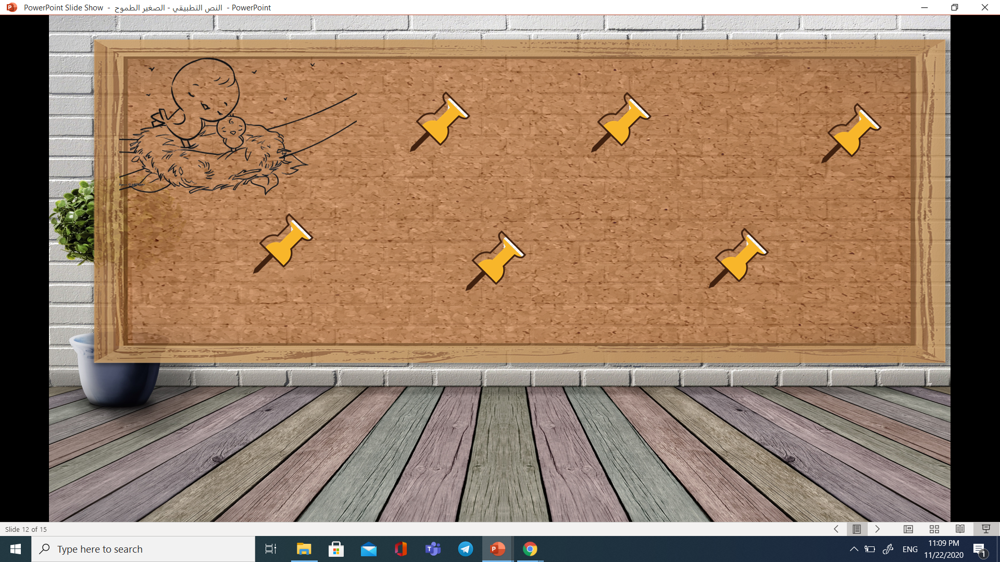 PowerPoint Slide Show - النص التطبيقي - الصغير الطموح - PowerPoint
Slide 12 of 15
Type here to search
ENG
11:09 PM
11/22/2020
1